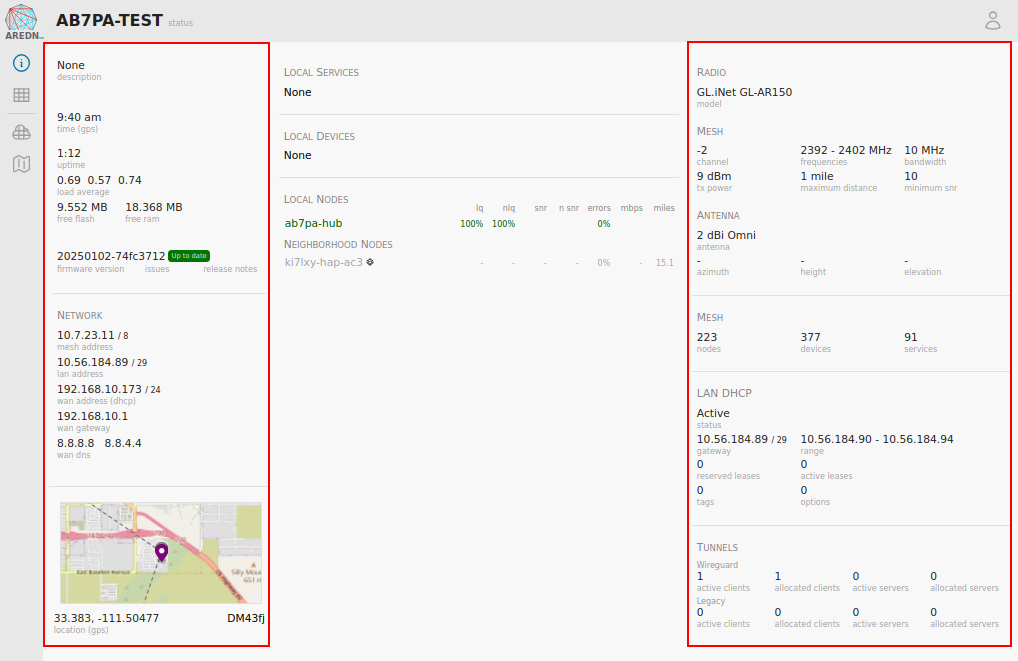 AREDN
AB7PA-TEST status
None
description
9:40 am
time (gps)
1:12
uptime
0.69 0.57 0.74
load average
9.552 MB 18.368 MB
free flash free ram
20250102-74fc3712 Up to date
firmware version issues release notes
NETWORK
10.7.23.11 / 8
mesh address
10.56.184.89 / 29
lan address
192.168.10.173 / 24
wan address (dhcp)
192.168.10.1
wan gateway
8.8.8.8 8.8.4.4
wan dns
East Baseline Avenue
US Highway
Silly Mou
651 m
33.383, -111.50477 DM43fj
location (gps)
LOCAL SERVICES
None
LOCAL DEVICES
None
LOCAL NODES
lq nlq snr n snr errors mbps miles
ab7pa-hub 100% 100% 0%
NEIGHBORHOOD NODES
ki7lxy-hap-ac3 - - - - 0% - 15.1
RADIO
GL.iNet GL-AR150
model
MESH
-2 2392 - 2402 MHz 10 MHz
channel frequencies bandwidth
9 dBm 1 mile 10
tx power maximum distance minimum snr
ANTENNA
2 dBi Omni
antenna
- - -
azimuth height elevation
MESH
223 377 91
nodes devices services
LAN DHCP
Active
status
10.56.184.89 / 29 10.56.184.90 - 10.56.184.94
gateway range
0 0
reserved leases active leases
0 0
tags options
TUNNELS
Wireguard
1 1 0 0
active clients allocated clients active servers allocated servers
Legacy
0 0 0 0
active clients allocated clients active servers allocated servers